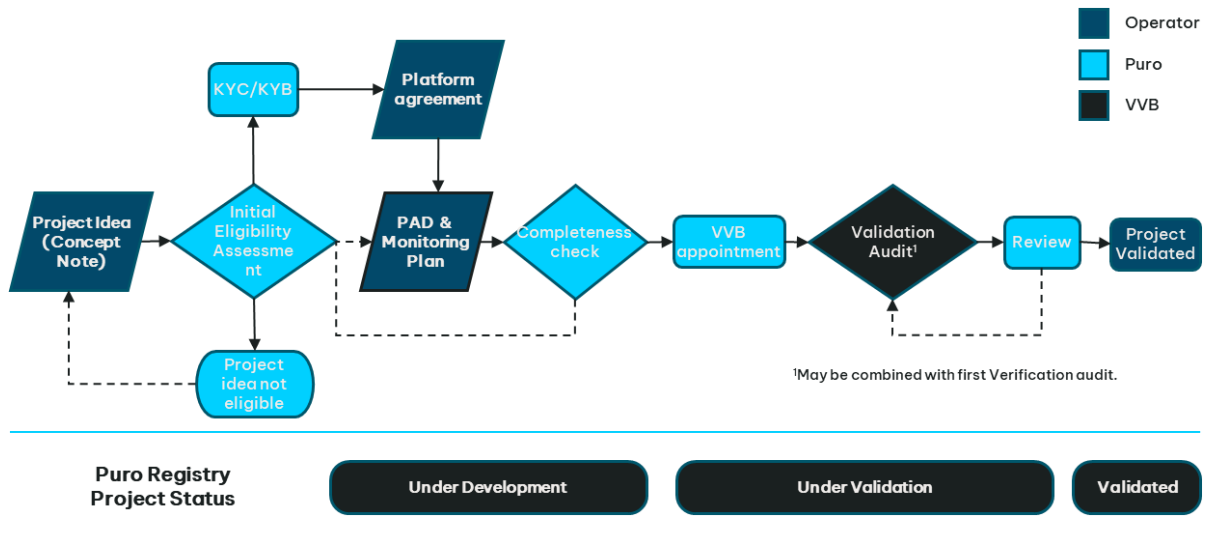 Operator
Puro
VVB
KYC/KYB
Platform
agreement
Project Idea
(Concept
Note)
Initial
Eligibility
Assessme
nt
PAD &
Monitoring
Plan
Completeness
check
VVB
appointment
Validation
Audit¹
Review
Project
Validated
Project
idea not
eligible
¹May be combined with first Verification audit.
Puro Registry
Project Status
Under Development
Under Validation
Validated